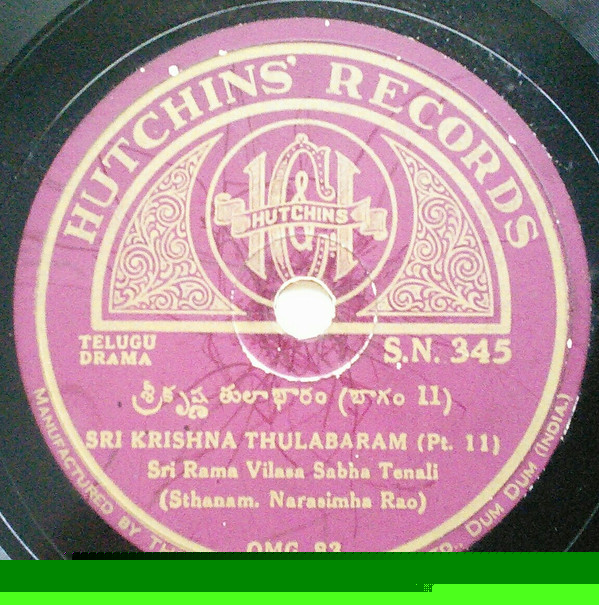 HUTCHINS' RECORDS
HUTCHINS
TELUGU
DRAMA
S.N. 345
శ్రీకృష్ణ తులాభారం (భాగం 11)
SRI KRISHNA THULABARAM (Pt. 11)
Sri Rama Vilasa Sabha Tenali
(Sthanam. Narasimha Rao)
MANUFACTURED BY DUM DUM (INDIA.)